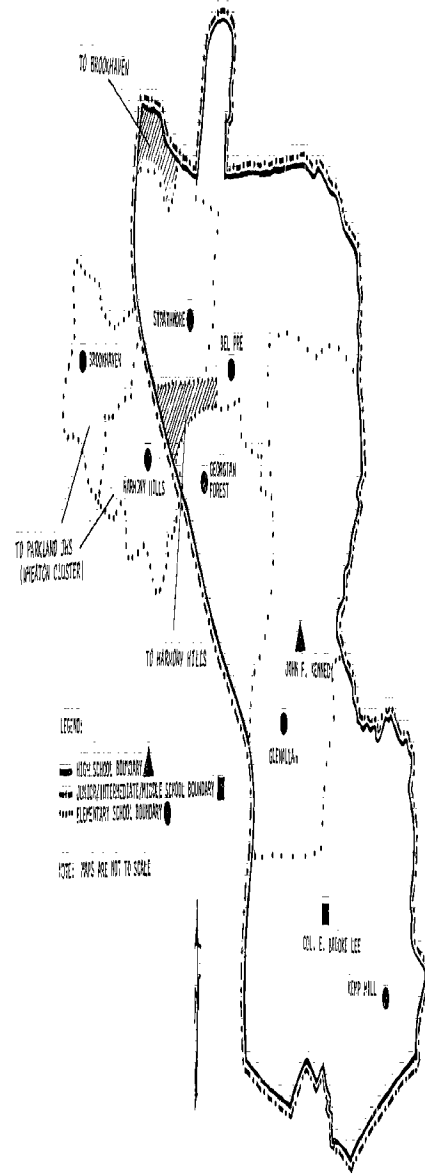 TO BROOKHAVEN
STRATHMORE
BEL PRE
BROOKHAVEN
HARMONY HILLS
GEORGIAN
FOREST
TO PARKLAND JHS
(WHEATON CLUSTER)
TO HARMONY HILLS
JOHN F. KENNEDY
GLENALLAN
LEGEND:
HIGH SCHOOL BOUNDARY
JUNIOR/INTERMEDIATE/MIDDLE SCHOOL BOUNDARY
ELEMENTARY SCHOOL BOUNDARY
NOTE: MAPS ARE NOT TO SCALE
COL. E. BROOKE LEE
KEMP MILL